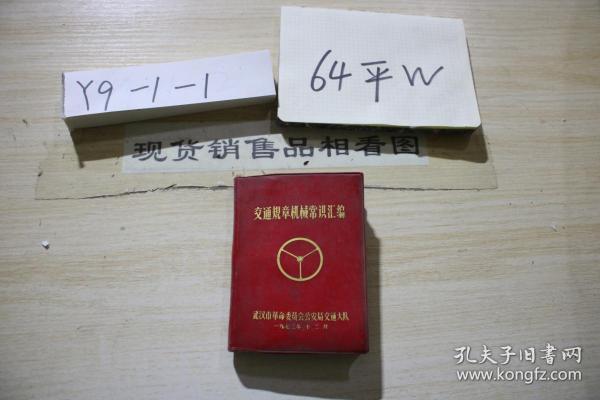 Y9-1-1
64平W
现货销售品相看图
交通规章机械常识汇编
武汉市革命委员会公安局交通大队
一九七三年十二月
孔夫子旧书网
www.kongfz.com